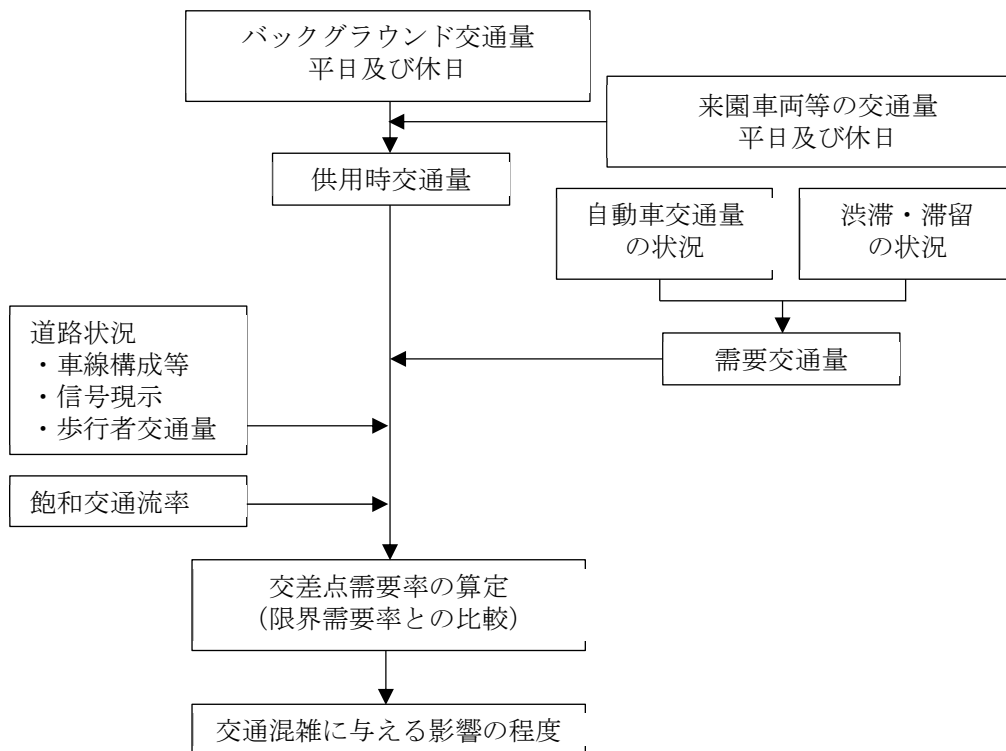 バックグラウンド交通量
平日及び休日
来園車両等の交通量
平日及び休日
供用時交通量
自動車交通量
の状況
渋滞・滞留
の状況
道路状況
・車線構成等
・信号現示
・歩行者交通量
需要交通量
飽和交通流率
交差点需要率の算定
(限界需要率との比較)
交通混雑に与える影響の程度